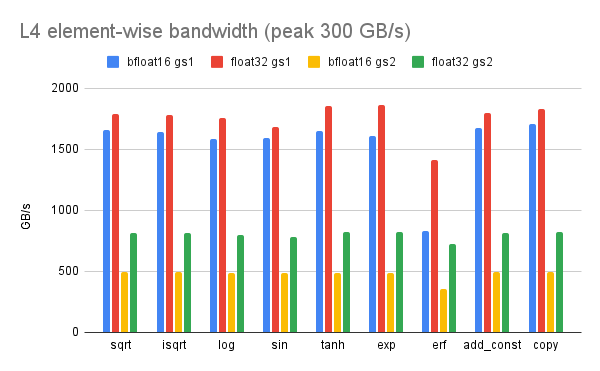 L4 element-wise bandwidth (peak 300 GB/s)
bfloat16 gs1 float32 gs1 bfloat16 gs2 float32 gs2
2000
1500
1000
500
0
GB/s
sqrt isqrt log sin tanh exp erf add_const copy